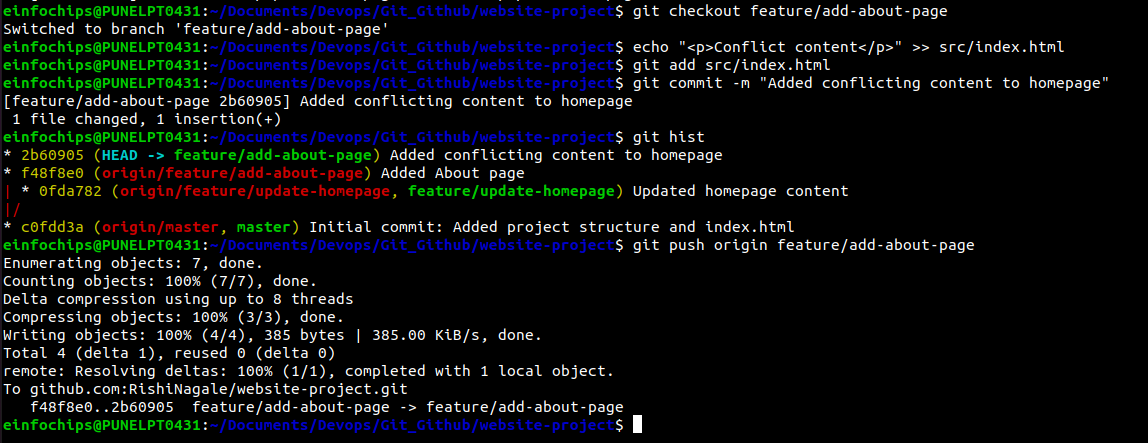 einfochips@PUNELPT0431:~/Documents/Devops/Git_Github/website-project$ git checkout feature/add-about-page
Switched to branch 'feature/add-about-page'
einfochips@PUNELPT0431:~/Documents/Devops/Git_Github/website-project$ echo "<p>Conflict content</p>" >> src/index.html
einfochips@PUNELPT0431:~/Documents/Devops/Git_Github/website-project$ git add src/index.html
einfochips@PUNELPT0431:~/Documents/Devops/Git_Github/website-project$ git commit -m "Added conflicting content to homepage"
[feature/add-about-page 2b60905] Added conflicting content to homepage
 1 file changed, 1 insertion(+)
einfochips@PUNELPT0431:~/Documents/Devops/Git_Github/website-project$ git hist
* 2b60905 (HEAD -> feature/add-about-page) Added conflicting content to homepage
* f48f8e0 (origin/feature/add-about-page) Added About page
| * 0fda782 (origin/feature/update-homepage, feature/update-homepage) Updated homepage content
|/
* c0fdd3a (origin/master, master) Initial commit: Added project structure and index.html
einfochips@PUNELPT0431:~/Documents/Devops/Git_Github/website-project$ git push origin feature/add-about-page
Enumerating objects: 7, done.
Counting objects: 100% (7/7), done.
Delta compression using up to 8 threads
Compressing objects: 100% (3/3), done.
Writing objects: 100% (4/4), 385 bytes | 385.00 KiB/s, done.
Total 4 (delta 1), reused 0 (delta 0)
remote: Resolving deltas: 100% (1/1), completed with 1 local object.
To github.com:RishiNagale/website-project.git
   f48f8e0..2b60905  feature/add-about-page -> feature/add-about-page
einfochips@PUNELPT0431:~/Documents/Devops/Git_Github/website-project$